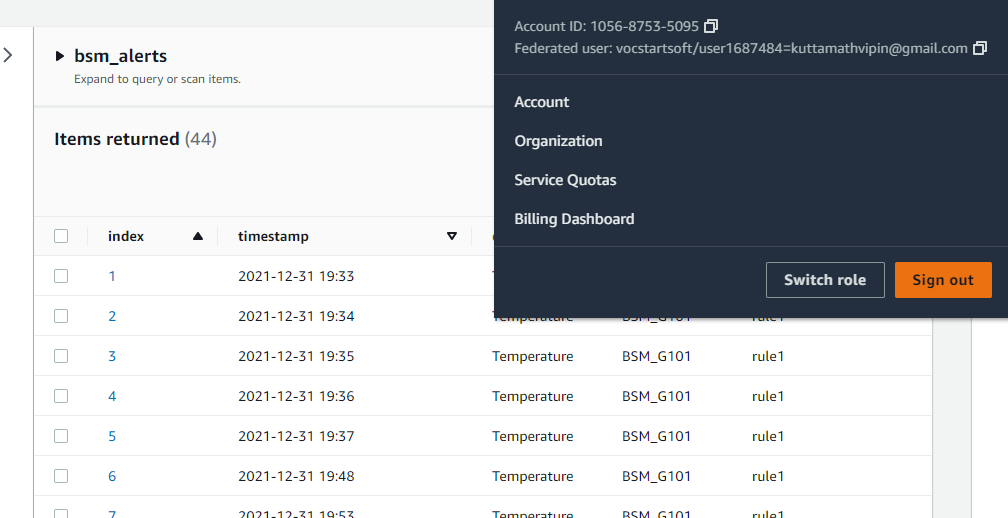 Account ID: 1056-8753-5095
Federated user: vocstartsoft/user1687484=kuttamathvipin@gmail.com
Account
Organization
Service Quotas
Billing Dashboard
Switch role
Sign out
bsm_alerts
Expand to query or scan items.
Items returned (44)
index timestamp
1 2021-12-31 19:33
2 2021-12-31 19:34 Temperature BSM_G101 rule1
3 2021-12-31 19:35 Temperature BSM_G101 rule1
4 2021-12-31 19:36 Temperature BSM_G101 rule1
5 2021-12-31 19:37 Temperature BSM_G101 rule1
6 2021-12-31 19:48 Temperature BSM_G101 rule1
7 2021-12-31 19:53 Temperature BSM_G101 rule1